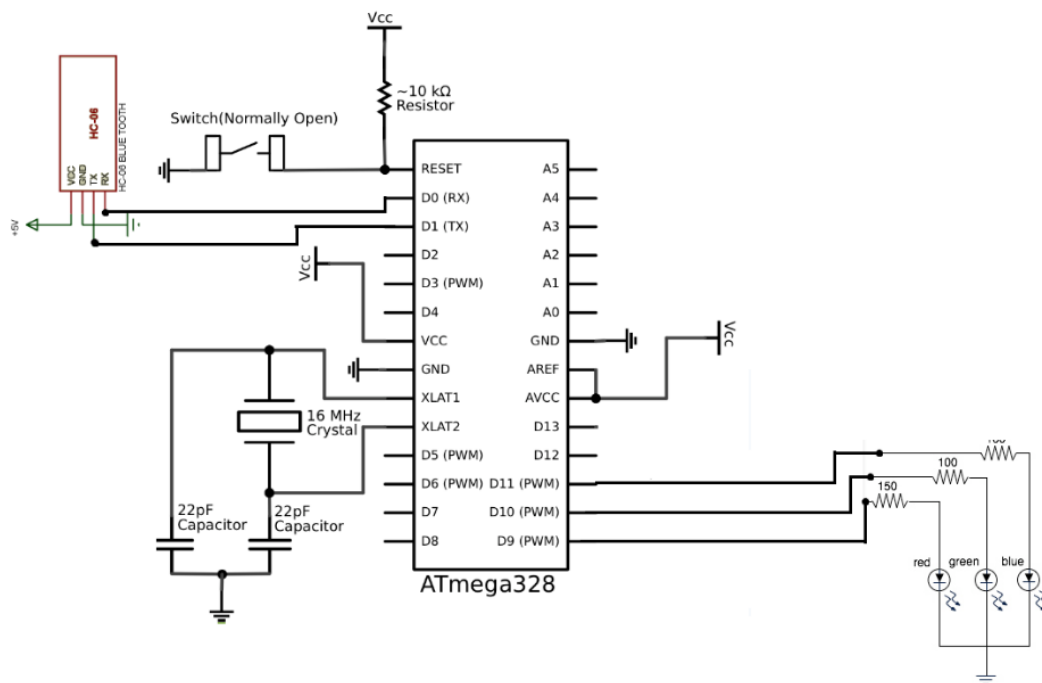 Vcc
~10 kΩ
Resistor
Switch(Normally Open)
HC-06
HC-06 BLUE TOOTH
VCC
GND
TX
RX
+5V
RESET
D0 (RX)
D1 (TX)
D2
D3 (PWM)
D4
VCC
GND
XLAT1
XLAT2
D5 (PWM)
D6 (PWM)
D7
D8
A5
A4
A3
A2
A1
A0
GND
AREF
AVCC
D13
D12
D11 (PWM)
D10 (PWM)
D9 (PWM)
ATmega328
Vcc
Vcc
16 MHz
Crystal
22pF
Capacitor
22pF
Capacitor
100
150
red
green
blue